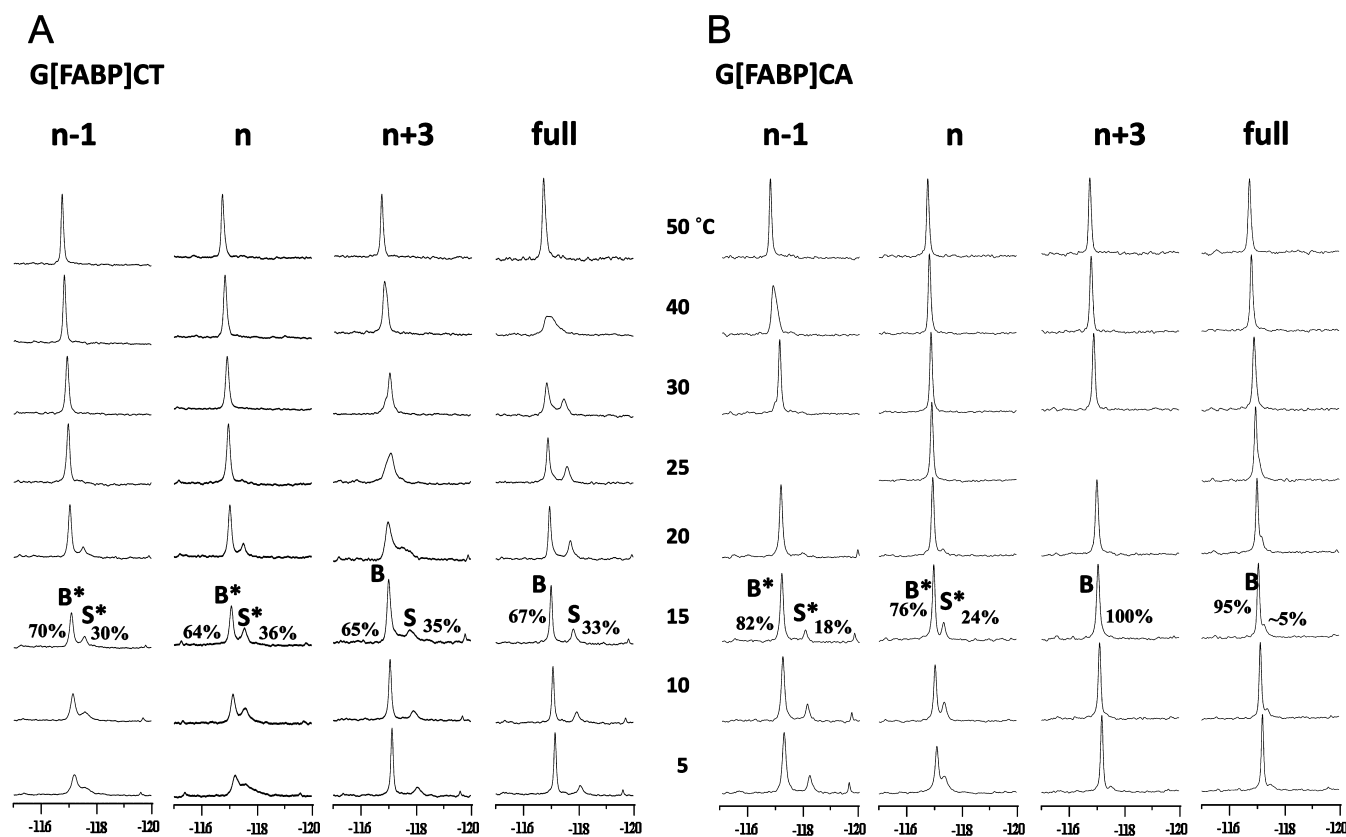 A B
G[FABP]CT G[FABP]CA
n-1 n n+3 full n-1 n n+3 full
50 ˚C
40
30
25
20
15
B* S* 70% 30% B* S* 64% 36% B S 65% 35% B S 67% 33% B* S* 82% 18% B* S* 76% 24% B 100% B 95% ~5%
10
5
-116 -118 -120 -116 -118 -120 -116 -118 -120 -116 -118 -120 -116 -118 -120 -116 -118 -120 -116 -118 -120 -116 -118 -120